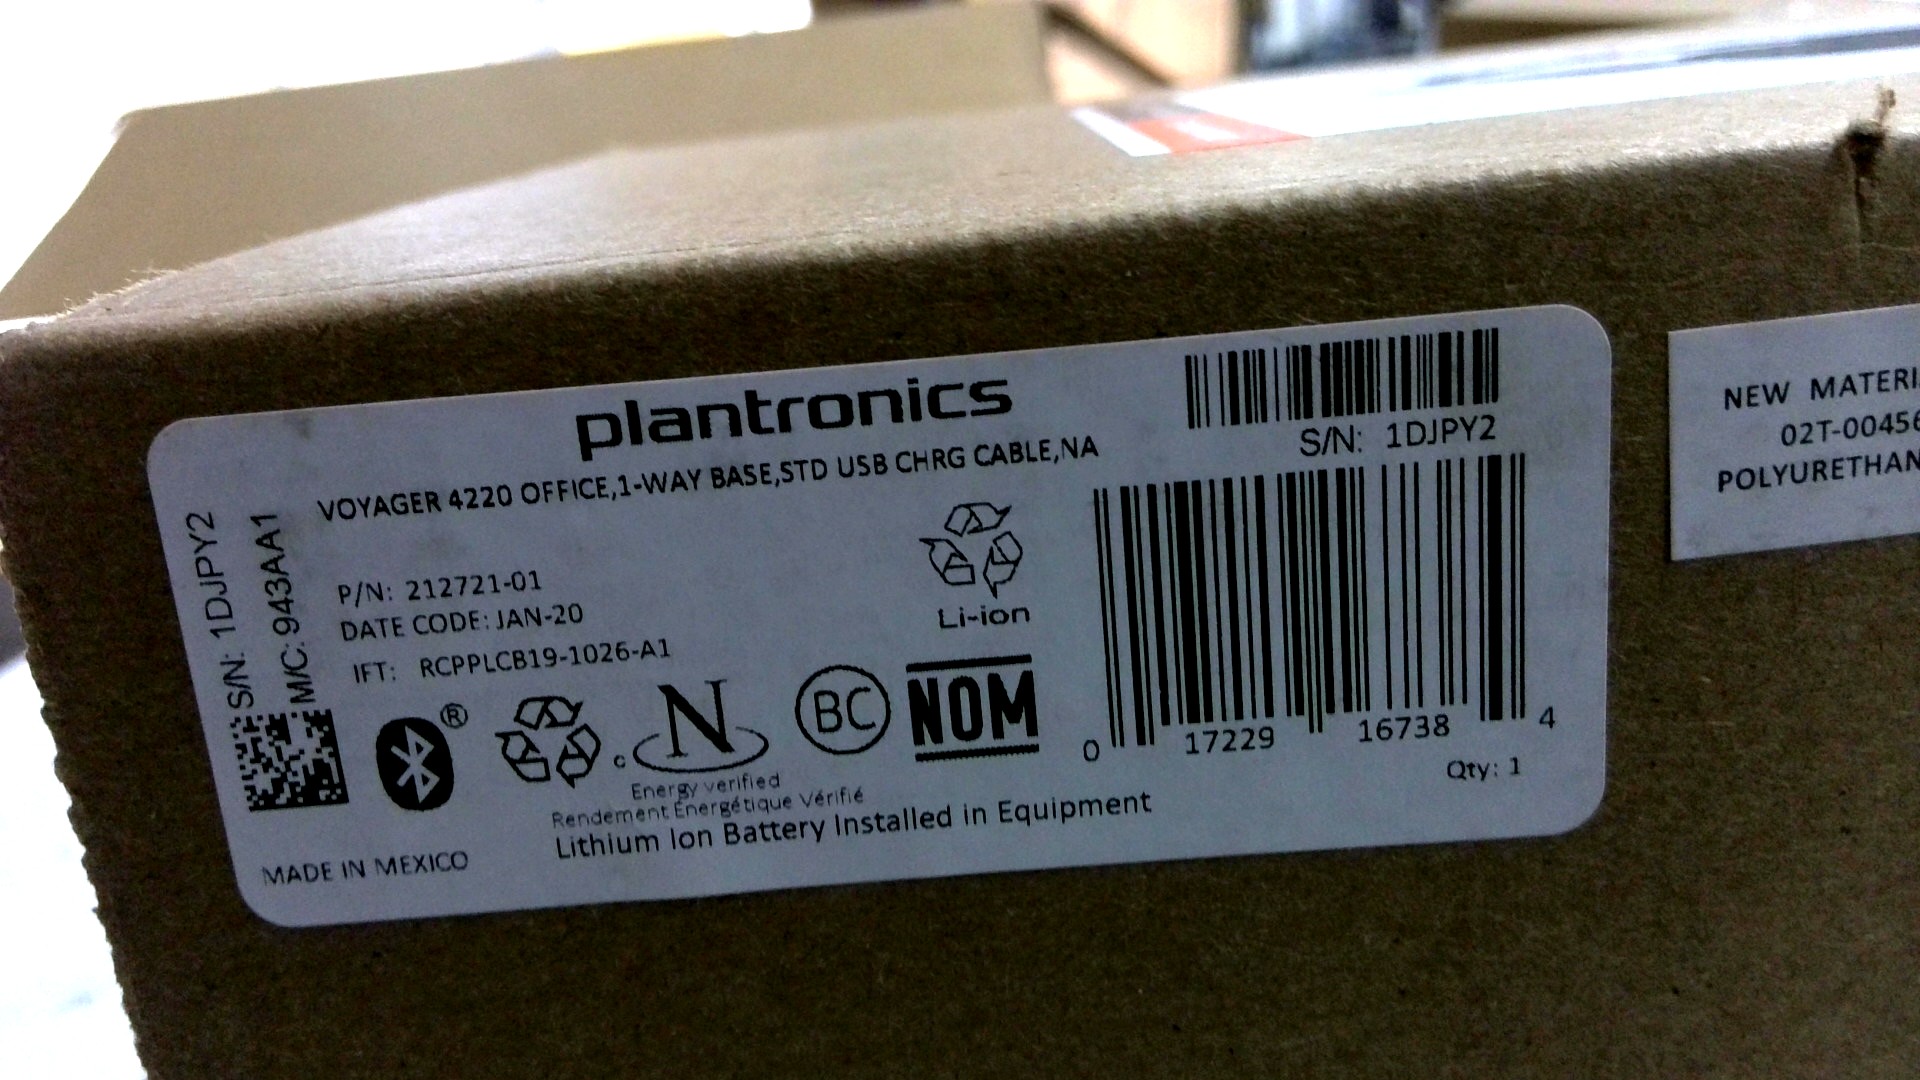 plantronics
VOYAGER 4220 OFFICE,1-WAY BASE,STD USB CHRG CABLE,NA
S/N: 1DJPY2
S/N: 1DJPY2
M/C: 943AA1
P/N: 212721-01
DATE CODE: JAN-20
IFT: RCPPLCB19-1026-A1
Li-ion
®
c N
Energy verified
Rendement Énergétique Vérifié
BC
NOM
Lithium Ion Battery Installed in Equipment
MADE IN MEXICO
0 17229 16738 4
Qty: 1
NEW MATERI
02T-00456
POLYURETHAN